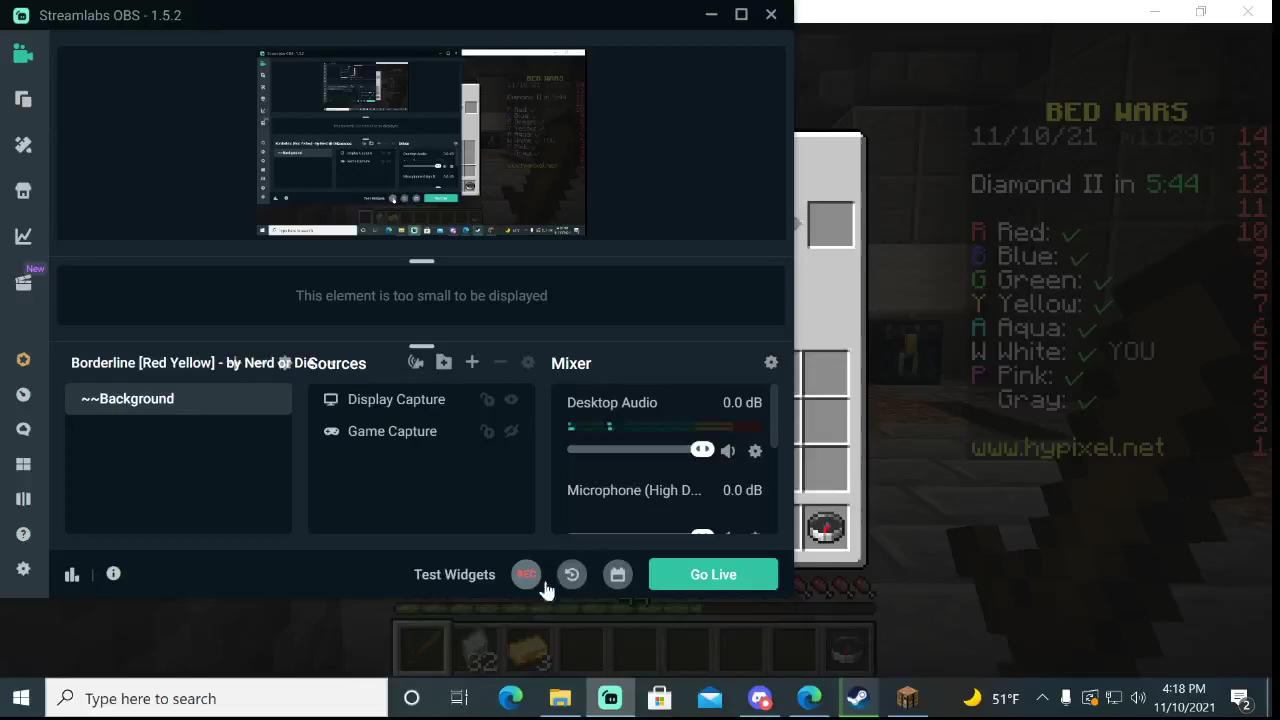 Streamlabs OBS - 1.5.2
BED WARS
11/10/21 m1129G 14
13
Diamond II in 5:44 12
11
R Red: ✓ 10
B Blue: ✓ 9
G Green: ✓ 8
Y Yellow: ✓ 7
A Aqua: ✓ 6
W White: ✓ YOU 5
P Pink: ✓ 4
Gray: ✓ 3
2
www.hypixel.net 1
New
This element is too small to be displayed
Borderline [Red Yellow] - by Nerd or Die
Sources
Mixer
~~Background
Display Capture
Game Capture
Desktop Audio 0.0 dB
Microphone (High D... 0.0 dB
Test Widgets
REC
Go Live
32
3
Type here to search
51°F
4:18 PM
11/10/2021
2